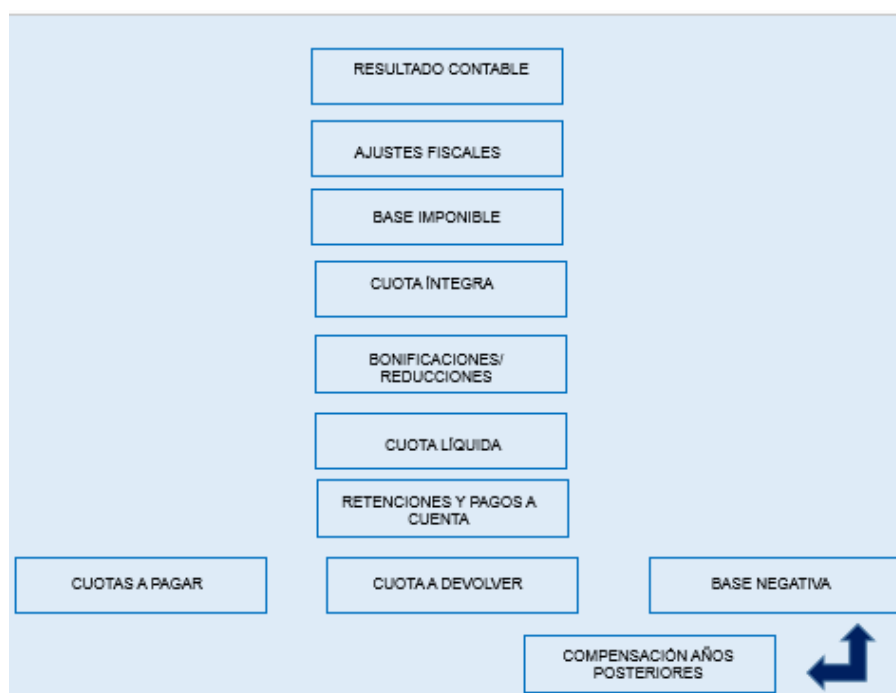 RESULTADO CONTABLE
AJUSTES FISCALES
BASE IMPONIBLE
CUOTA ÍNTEGRA
BONIFICACIONES/
REDUCCIONES
CUOTA LÍQUIDA
RETENCIONES Y PAGOS A
CUENTA
CUOTAS A PAGAR
CUOTA A DEVOLVER
BASE NEGATIVA
COMPENSACIÓN AÑOS
POSTERIORES